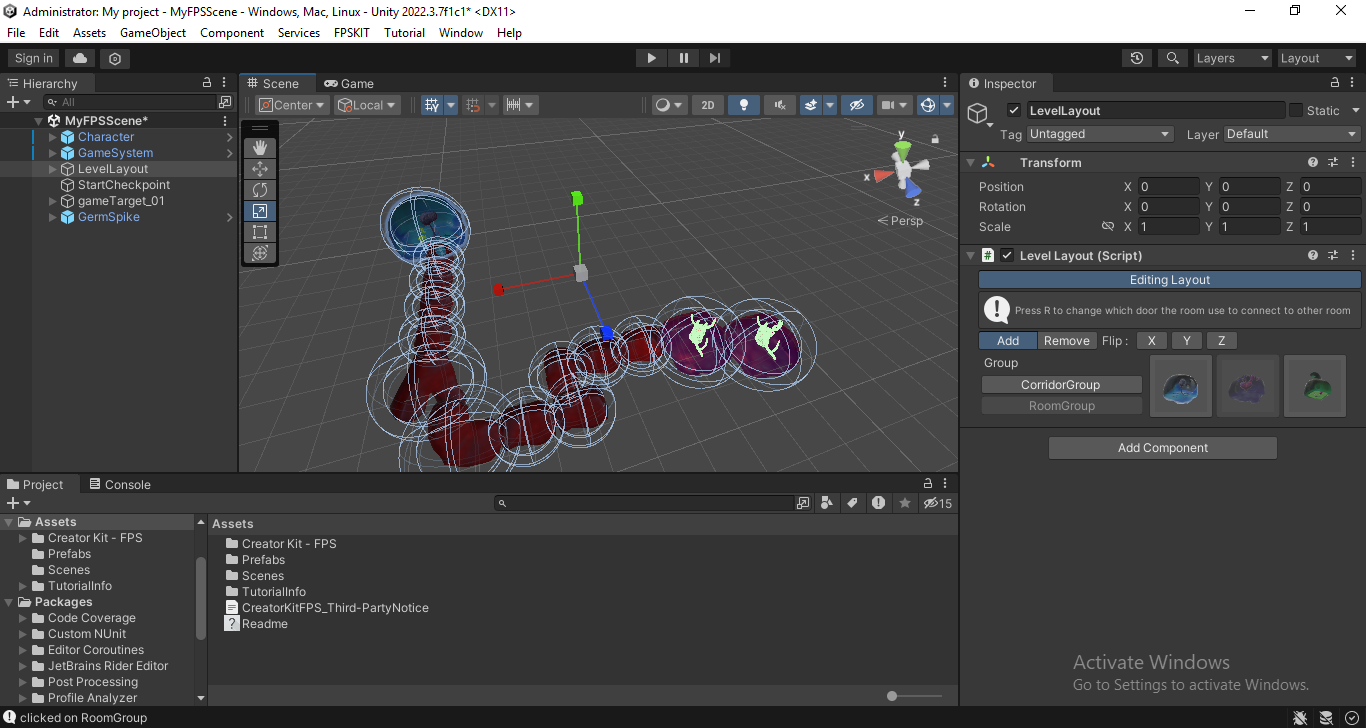 Administrator: My project - MyFPSScene - Windows, Mac, Linux - Unity 2022.3.7f1c1* <DX11>
File Edit Assets GameObject Component Services FPSKIT Tutorial Window Help
Sign in
Layers
Layout
Hierarchy
All
MyFPSScene*
Character
GameSystem
LevelLayout
StartCheckpoint
gameTarget_01
GermSpike
Scene
Game
Center
Local
2D
y
x
z
Persp
Inspector
LevelLayout
Static
Tag Untagged
Layer Default
Transform
Position X 0 Y 0 Z 0
Rotation X 0 Y 0 Z 0
Scale X 1 Y 1 Z 1
# Level Layout (Script)
Editing Layout
Press R to change which door the room use to connect to other room
Add Remove Flip : X Y Z
Group
CorridorGroup
RoomGroup
Add Component
Project
Console
15
Assets
Creator Kit - FPS
Prefabs
Scenes
TutorialInfo
Packages
Code Coverage
Custom NUnit
Editor Coroutines
JetBrains Rider Editor
Post Processing
Profile Analyzer
Assets
Creator Kit - FPS
Prefabs
Scenes
TutorialInfo
CreatorKitFPS_Third-PartyNotice
Readme
Activate Windows
Go to Settings to activate Windows.
clicked on RoomGroup